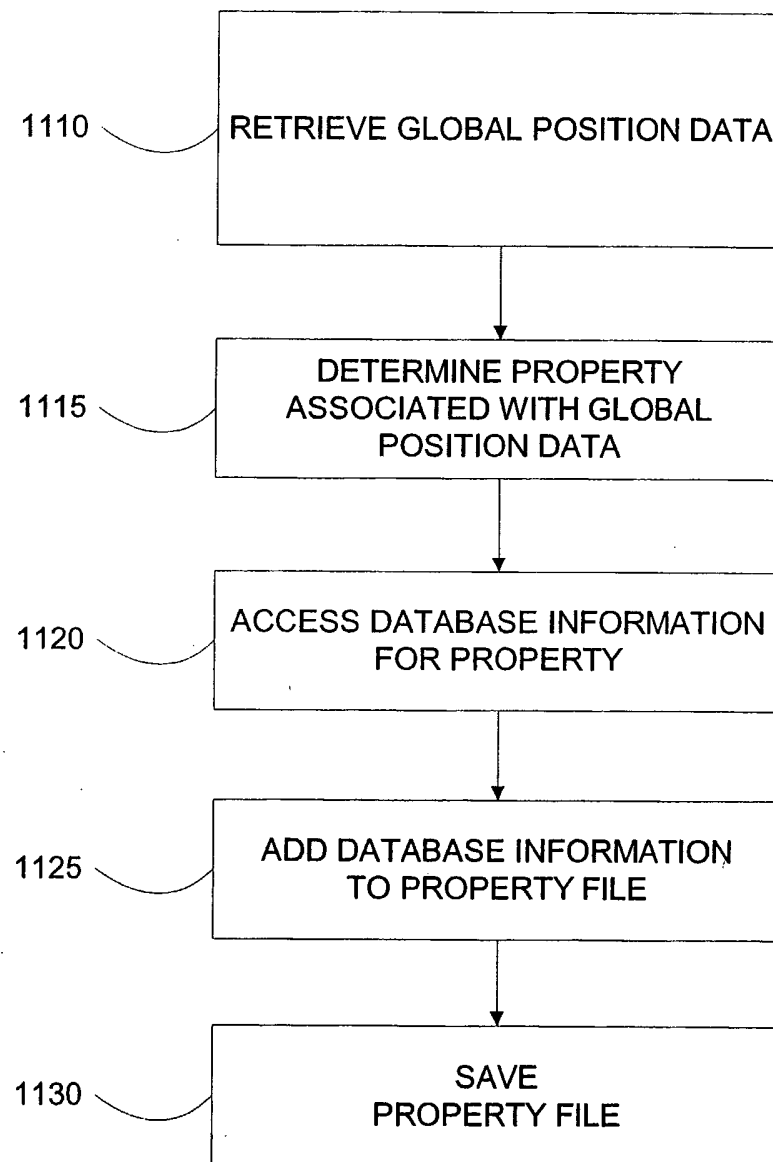 1110
RETRIEVE GLOBAL POSITION DATA
1115
DETERMINE PROPERTY
ASSOCIATED WITH GLOBAL
POSITION DATA
1120
ACCESS DATABASE INFORMATION
FOR PROPERTY
1125
ADD DATABASE INFORMATION
TO PROPERTY FILE
1130
SAVE
PROPERTY FILE